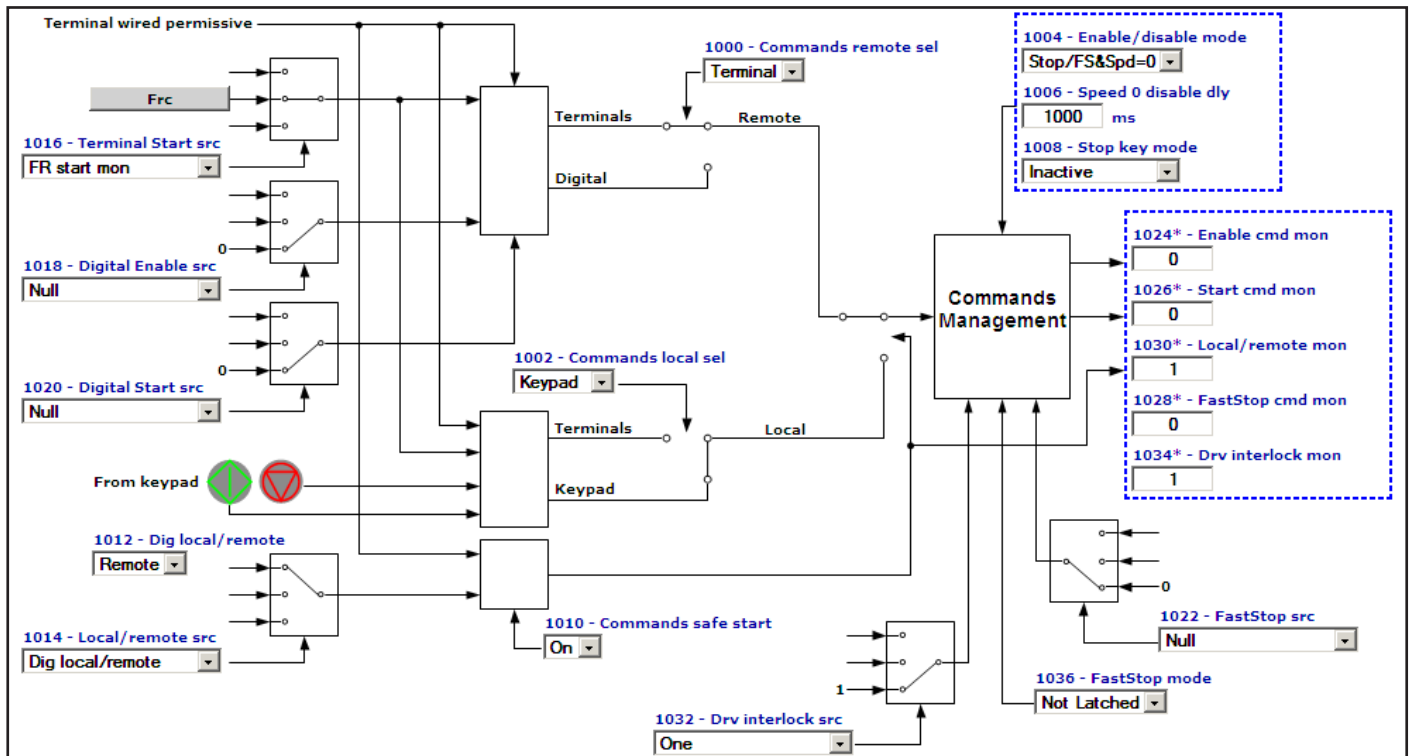 Terminal wired permissive
Frc
1016 - Terminal Start src
FR start mon
0
1018 - Digital Enable src
Null
0
1020 - Digital Start src
Null
From keypad
1012 - Dig local/remote
Remote
1014 - Local/remote src
Dig local/remote
1000 - Commands remote sel
Terminal
Terminals
Remote
Digital
1002 - Commands local sel
Keypad
Terminals
Local
Keypad
1010 - Commands safe start
On
1004 - Enable/disable mode
Stop/FS&Spd=0
1006 - Speed 0 disable dly
1000 ms
1008 - Stop key mode
Inactive
Commands
Management
1024* - Enable cmd mon
0
1026* - Start cmd mon
0
1030* - Local/remote mon
1
1028* - FastStop cmd mon
0
1034* - Drv interlock mon
1
0
1022 - FastStop src
Null
1036 - FastStop mode
Not Latched
1
1032 - Drv interlock src
One